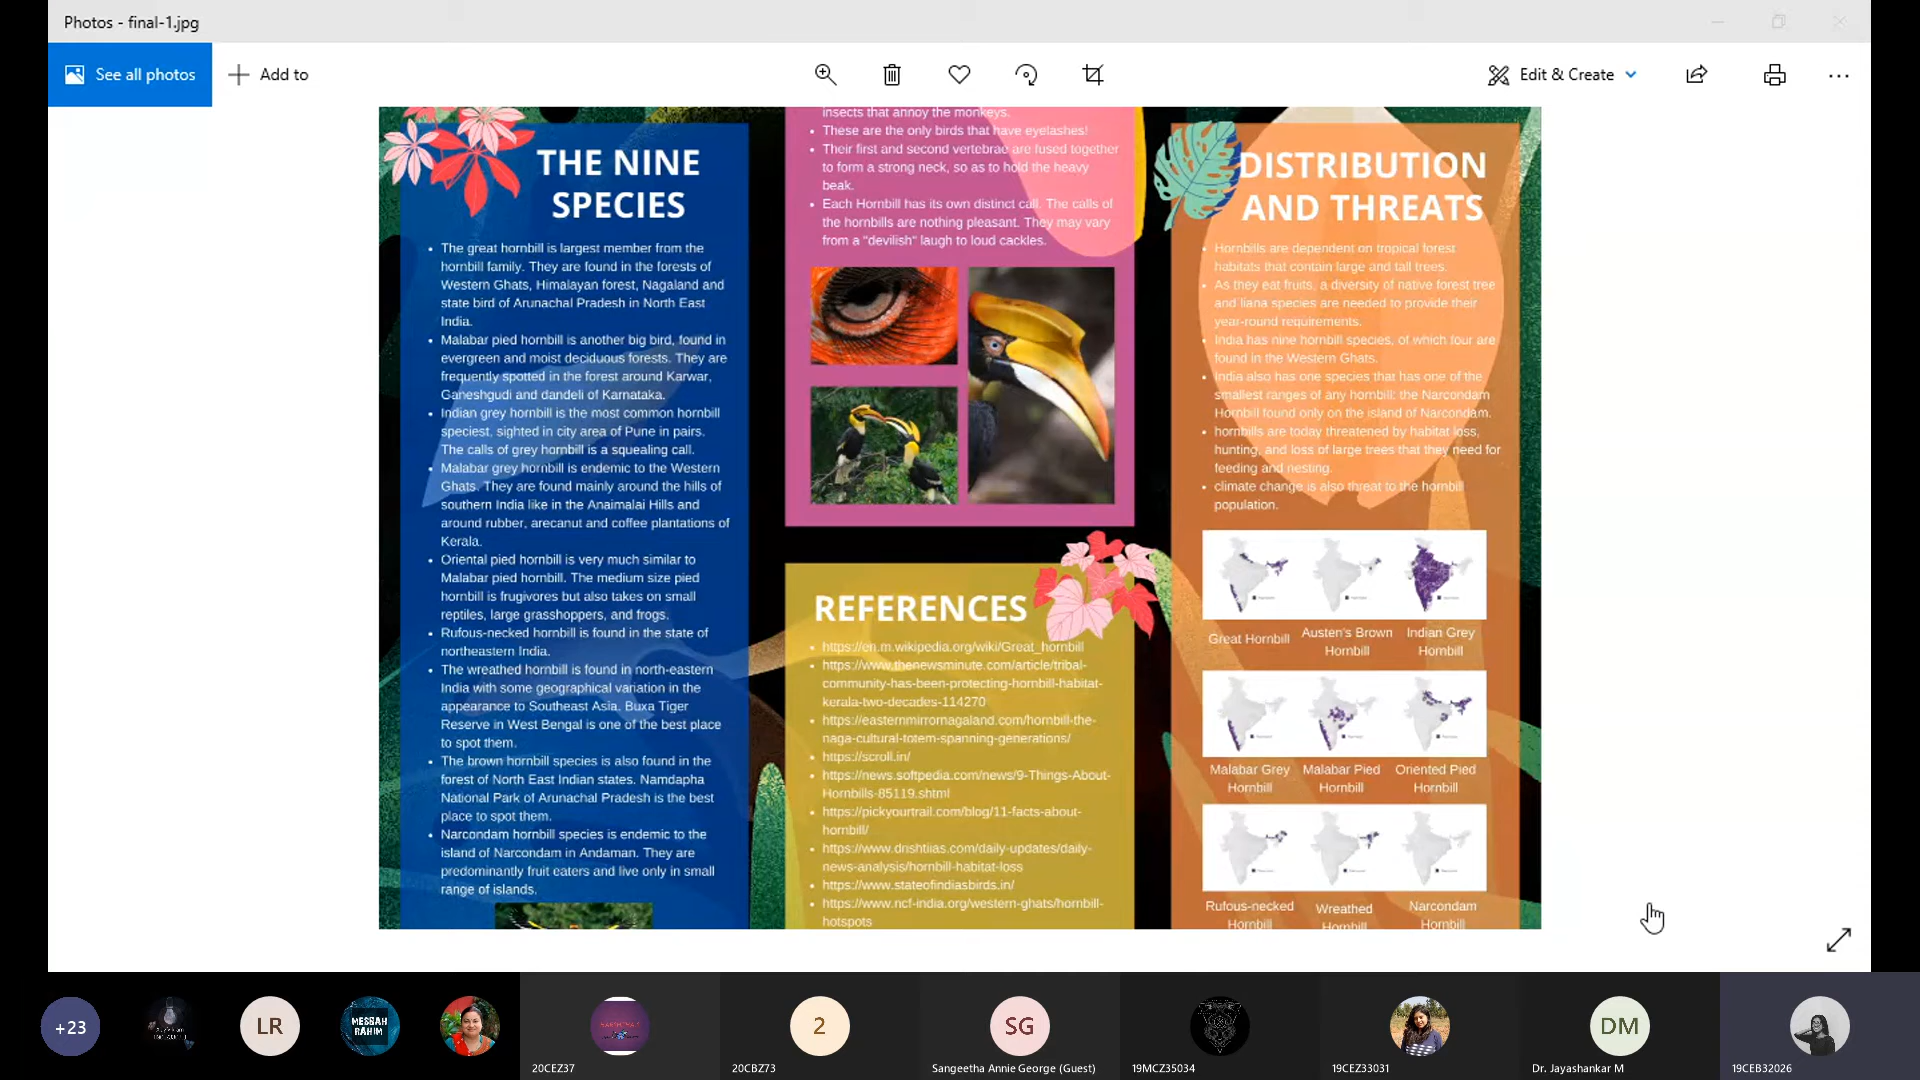 Photos - final-1.jpg
See all photos
Add to
Edit & Create
THE NINE
SPECIES
The great hornbill is largest member from the
hornbill family. They are found in the forests of
Western Ghats, Himalayan forest, Nagaland and
state bird of Arunachal Pradesh in North East
India.
Malabar pied hornbill is another big bird, found in
evergreen and moist deciduous forests. They are
frequently spotted in the forest around Karwar,
Ganeshgudi and dandeli of Karnataka.
Indian grey hornbill is the most common hornbill
speciest. sighted in city area of Pune in pairs.
The calls of grey hornbill is a squealing call.
Malabar grey hornbill is endemic to the Western
Ghats. They are found mainly around the hills of
southern India like in the Anaimalai Hills and
around rubber, arecanut and coffee plantations of
Kerala.
Oriental pied hornbill is very much similar to
Malabar pied hornbill. The medium size pied
hornbill is frugivores but also takes on small
reptiles, large grasshoppers, and frogs.
Rufous-necked hornbill is found in the state of
northeastern India.
The wreathed hornbill is found in north-eastern
India with some geographical variation in the
appearance to Southeast Asia. Buxa Tiger
Reserve in West Bengal is one of the best place
to spot them.
The brown hornbill species is also found in the
forest of North East Indian states. Namdapha
National Park of Arunachal Pradesh is the best
place to spot them.
Narcondam hornbill species is endemic to the
island of Narcondam in Andaman. They are
predominantly fruit eaters and live only in small
range of islands.
insects that annoy the monkeys.
These are the only birds that have eyelashes!
Their first and second vertebrae are fused together
to form a strong neck, so as to hold the heavy
beak.
Each Hornbill has its own distinct call. The calls of
the hornbills are nothing pleasant. They may vary
from a "devilish" laugh to loud cackles.
REFERENCES
https://en.m.wikipedia.org/wiki/Great_hornbill
https://www.thenewsminute.com/article/tribal-
community-has-been-protecting-hornbill-habitat-
kerala-two-decades-114270
https://easternmirrornagaland.com/hornbill-the-
naga-cultural-totem-spanning-generations/
https://scroll.in/
https://news.softpedia.com/news/9-Things-About-
Hornbills-85119.shtml
https://pickyourtrail.com/blog/11-facts-about-
hornbill/
https://www.drishtiias.com/daily-updates/daily-
news-analysis/hornbill-habitat-loss
https://www.stateofindiasbirds.in/
https://www.ncf-india.org/western-ghats/hornbill-
hotspots
DISTRIBUTION
AND THREATS
Hornbills are dependent on tropical forest
habitats that contain large and tall trees.
As they eat fruits, a diversity of native forest tree
and liana species are needed to provide their
year-round requirements.
India has nine hornbill species, of which four are
found in the Western Ghats.
India also has one species that has one of the
smallest ranges of any hornbill: the Narcondam
Hornbill found only on the island of Narcondam.
hornbills are today threatened by habitat loss,
hunting, and loss of large trees that they need for
feeding and nesting.
climate change is also threat to the hornbill
population.
Great Hornbill
Austen's Brown
Hornbill
Indian Grey
Hornbill
Malabar Grey
Hornbill
Malabar Pied
Hornbill
Oriented Pied
Hornbill
Rufous-necked
Hornbill
Wreathed
Hornbill
Narcondam
Hornbill
+23
LR
MESBAH
RAHIM
20CEZ37
2
20CBZ73
SG
Sangeetha Annie George (Guest)
19MCZ35034
19CEZ33031
DM
Dr. Jayashankar M
19CEB32026